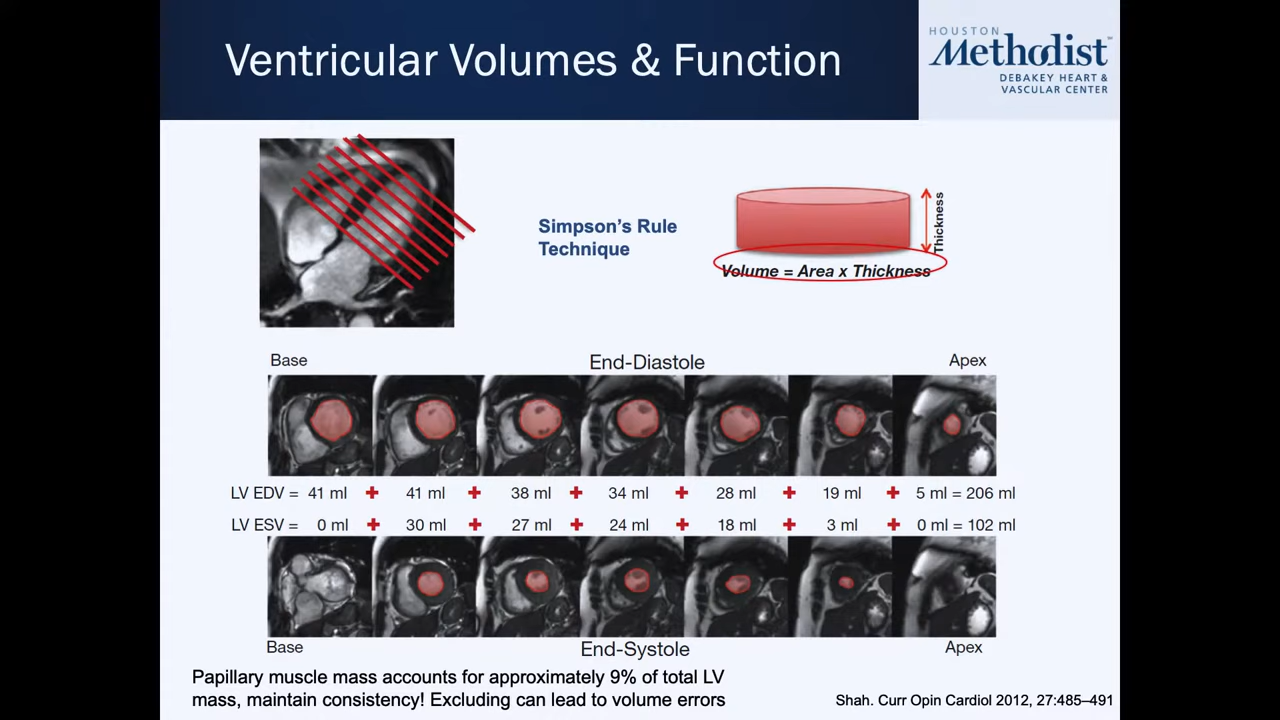 Ventricular Volumes & Function
HOUSTON
Methodist
DEBAKEY HEART &
VASCULAR CENTER
Simpson's Rule
Technique
Thickness
Volume = Area x Thickness
Base
End-Diastole
Apex
LV EDV = 41 ml + 41 ml + 38 ml + 34 ml + 28 ml + 19 ml + 5 ml = 206 ml
LV ESV = 0 ml + 30 ml + 27 ml + 24 ml + 18 ml + 3 ml + 0 ml = 102 ml
Base
End-Systole
Apex
Papillary muscle mass accounts for approximately 9% of total LV
mass, maintain consistency! Excluding can lead to volume errors
Shah. Curr Opin Cardiol 2012, 27:485–491